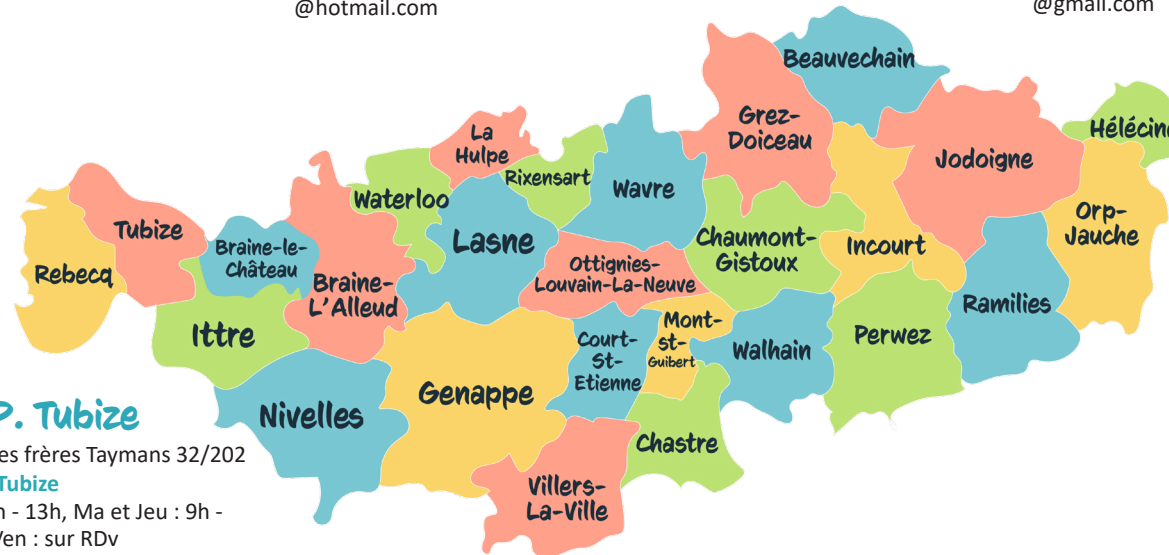 @hotmail.com
@gmail.com
Beauvechain
Grez-
Doiceau
La
Hulpe
Hélécine
Jodoigne
Rixensart
Wavre
Waterloo
Orp-
Jauche
Tubize
Braine-le-
Château
Lasne
Chaumont-
Gistoux
Incourt
Rebecq
Braine-
L'Alleud
Ottignies-
Louvain-La-Neuve
Ramilies
Ittre
Court-
St-
Etienne
Mont-
st-
Guibert
Walhain
Perwez
Genappe
Nivelles
Chastre
Villers-
La-Ville
P. Tubize
es frères Taymans 32/202
Tubize
h - 13h, Ma et Jeu : 9h -
Ven : sur RDv